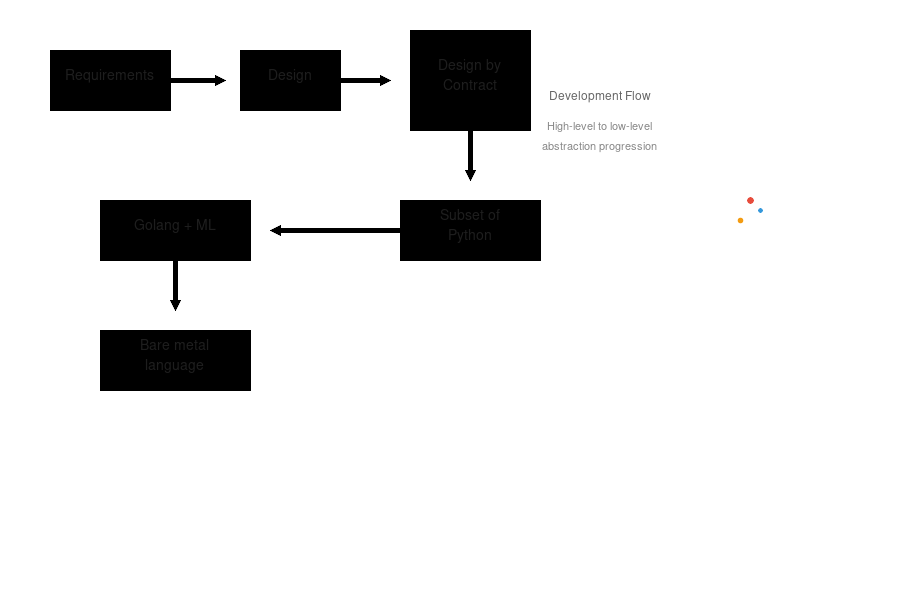 Requirements
Design
Design by
Contract
Development Flow
High-level to low-level
abstraction progression
Golang + ML
Subset of
Python
Bare metal
language